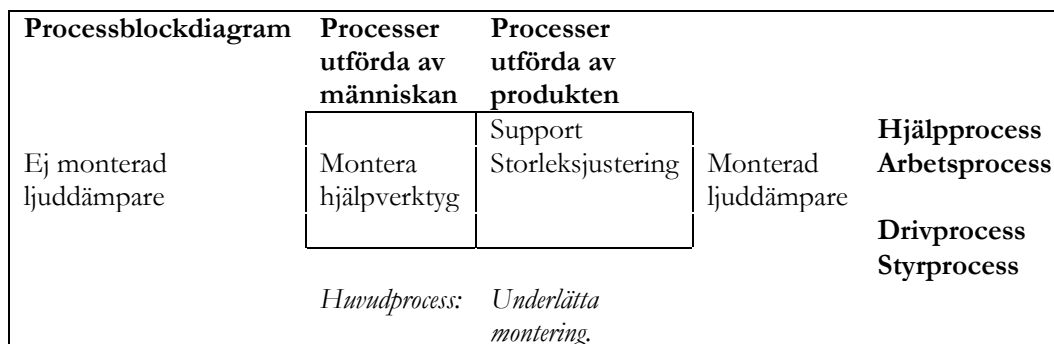 Processblockdiagram Processer Processer
utförda av utförda av
människan produkten
Support Hjälpprocess
Ej monterad Montera Storleksjustering Monterad Arbetsprocess
ljuddämpare hjälpverktyg ljuddämpare
Drivprocess
Styrprocess
Huvudprocess: Underlätta
montering.